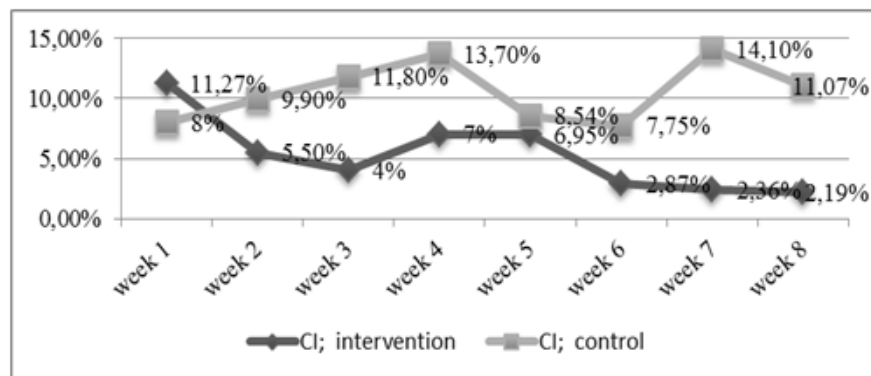 15,00%
10,00%
5,00%
0,00%
11,27%
5,50%
4%
7%
6,95%
2,87%
2,36%
2,19%
8%
9,90%
11,80%
13,70%
8,54%
7,75%
14,10%
11,07%
week 1
week 2
week 3
week 4
week 5
week 6
week 7
week 8
CI; intervention
CI; control